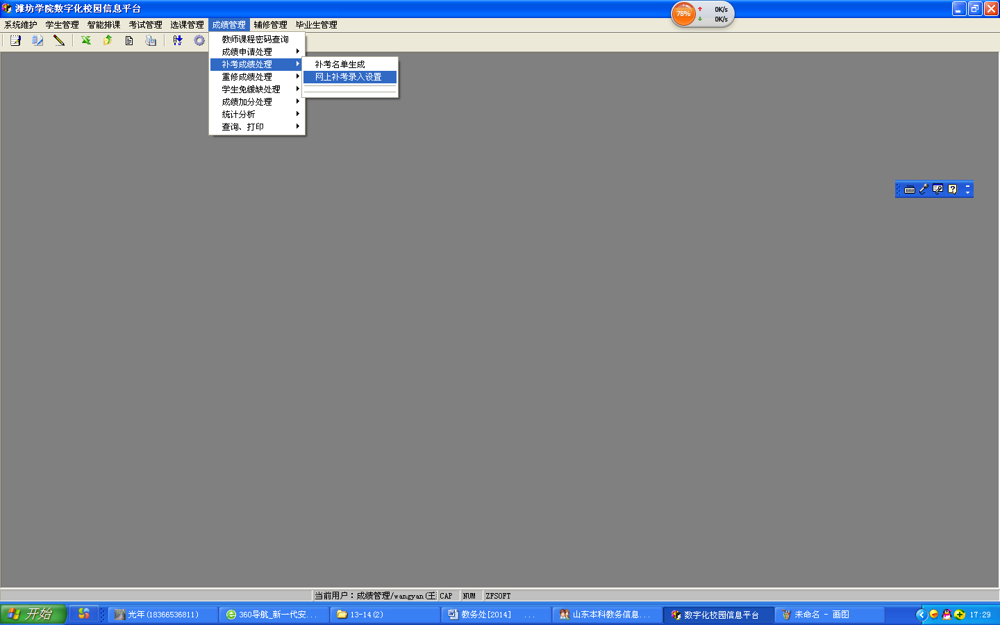 潍坊学院数字化校园信息平台
78%
0K/s
0K/s
系统维护 学生管理 智能排课 考试管理 选课管理 成绩管理 辅修管理 毕业生管理
教师课程密码查询
成绩申请处理
补考成绩处理
重修成绩处理
学生免缓缺处理
成绩加分处理
统计分析
查询、打印
补考名单生成
网上补考录入设置
当前用户：成绩管理/wangyan(王 CAP NUM ZFSOFT
开始 光年(18366536811) 360导航_新一代安... 13-14(2) 教务处[2014] ... 山东本科教务信息... 数字化校园信息平台 未命名 - 画图 17:29